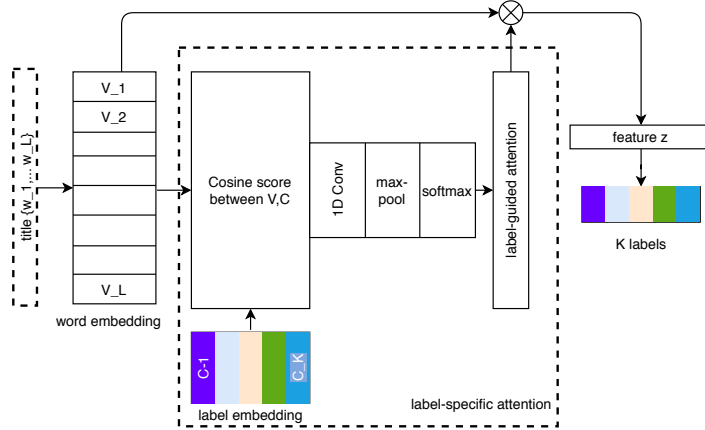 title {w_1,... w_L}
V_1
V_2
V_L
word embedding
Cosine score
between V,C
1D Conv
max-
pool
softmax
label-guided attention
C-1
C_K
label embedding
label-specific attention
feature z
K labels